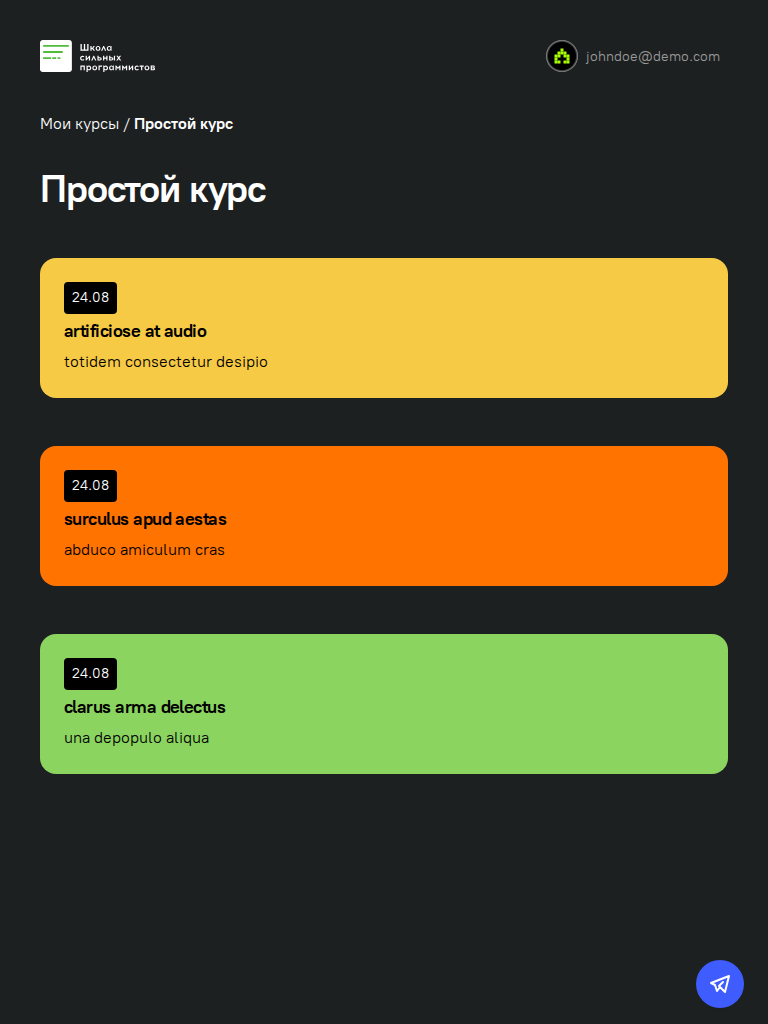 Школа
сильных
программистов
johndoe@demo.com
Мои курсы / Простой курс
Простой курс
24.08
artificiose at audio
totidem consectetur desipio
24.08
surculus apud aestas
abduco amiculum cras
24.08
clarus arma delectus
una depopulo aliqua